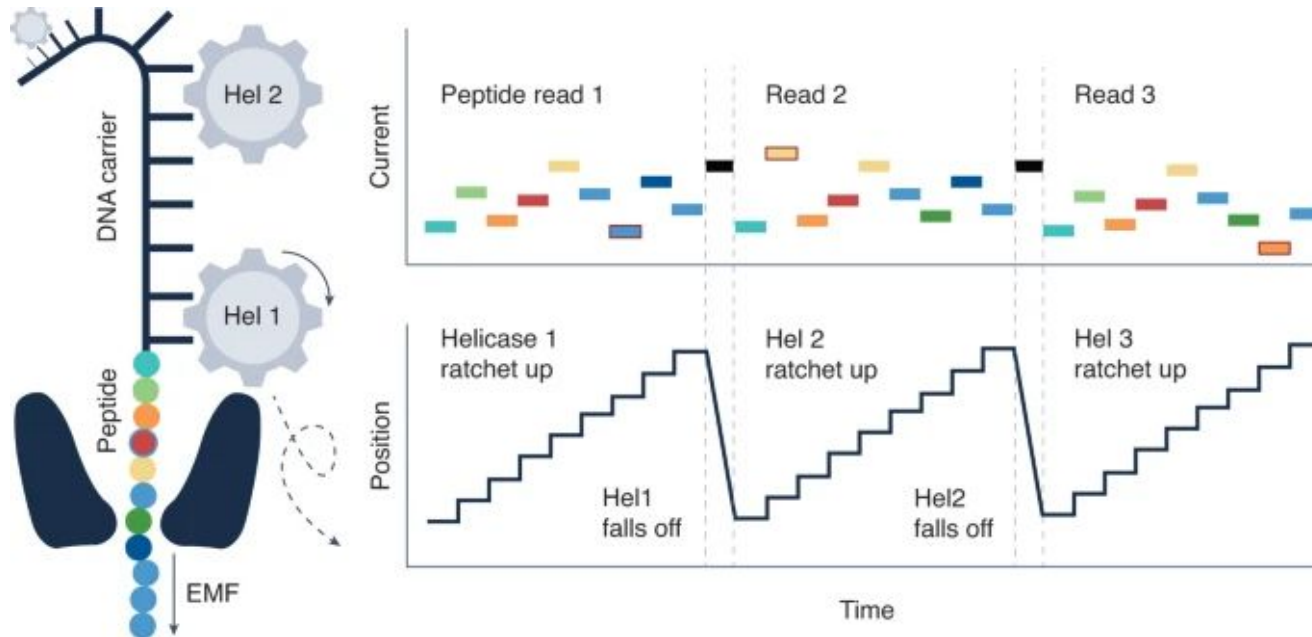 Hel 2
DNA carrier
Hel 1
Peptide
EMF
Current
Peptide read 1
Read 2
Read 3
Position
Helicase 1
ratchet up
Hel 2
ratchet up
Hel 3
ratchet up
Hel1
falls off
Hel2
falls off
Time